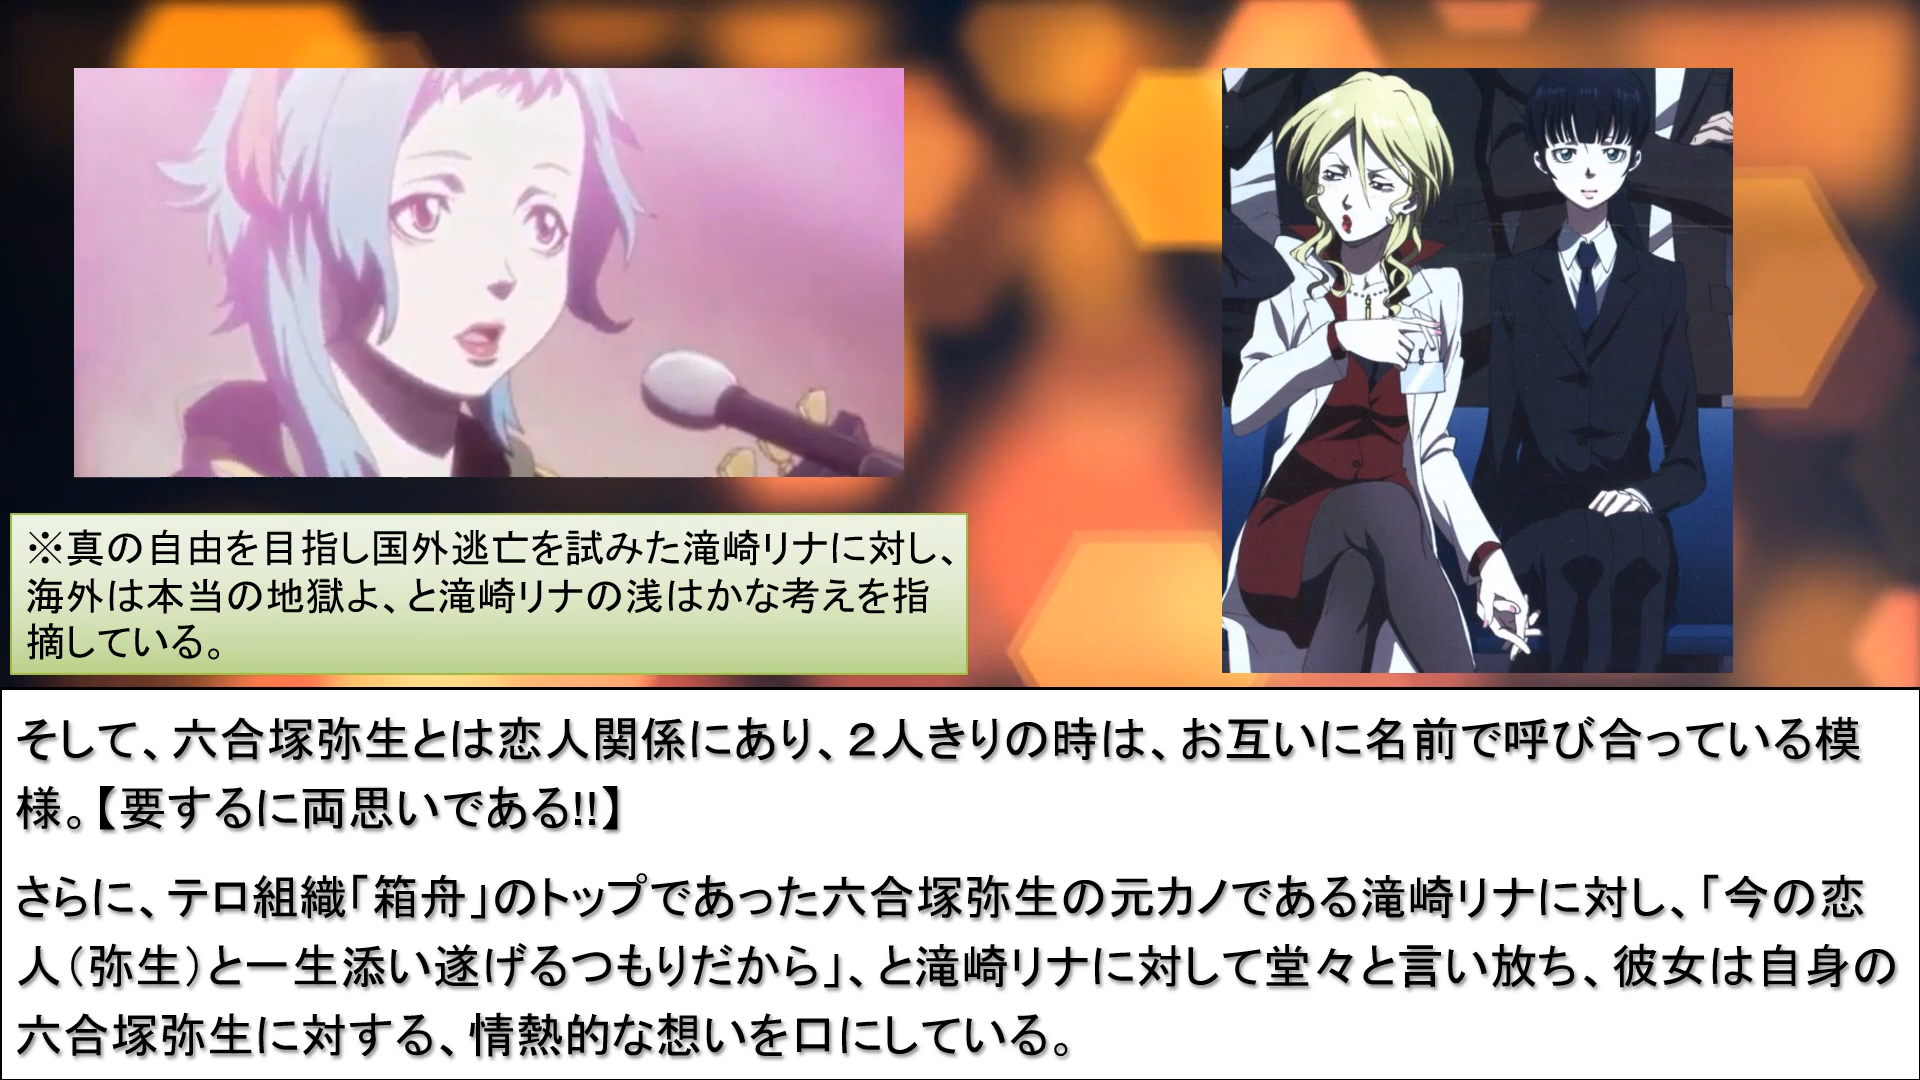 ※真の自由を目指し国外逃亡を試みた滝崎リナに対し、
海外は本当の地獄よ、と滝崎リナの浅はかな考えを指
摘している。
そして、六合塚弥生とは恋人関係にあり、２人きりの時は、お互いに名前で呼び合っている模
様。【要するに両思いである!!】
さらに、テロ組織「箱舟」のトップであった六合塚弥生の元カノである滝崎リナに対し、「今の恋
人（弥生）と一生添い遂げるつもりだから」、と滝崎リナに対して堂々と言い放ち、彼女は自身の
六合塚弥生に対する、情熱的な想いを口にしている。